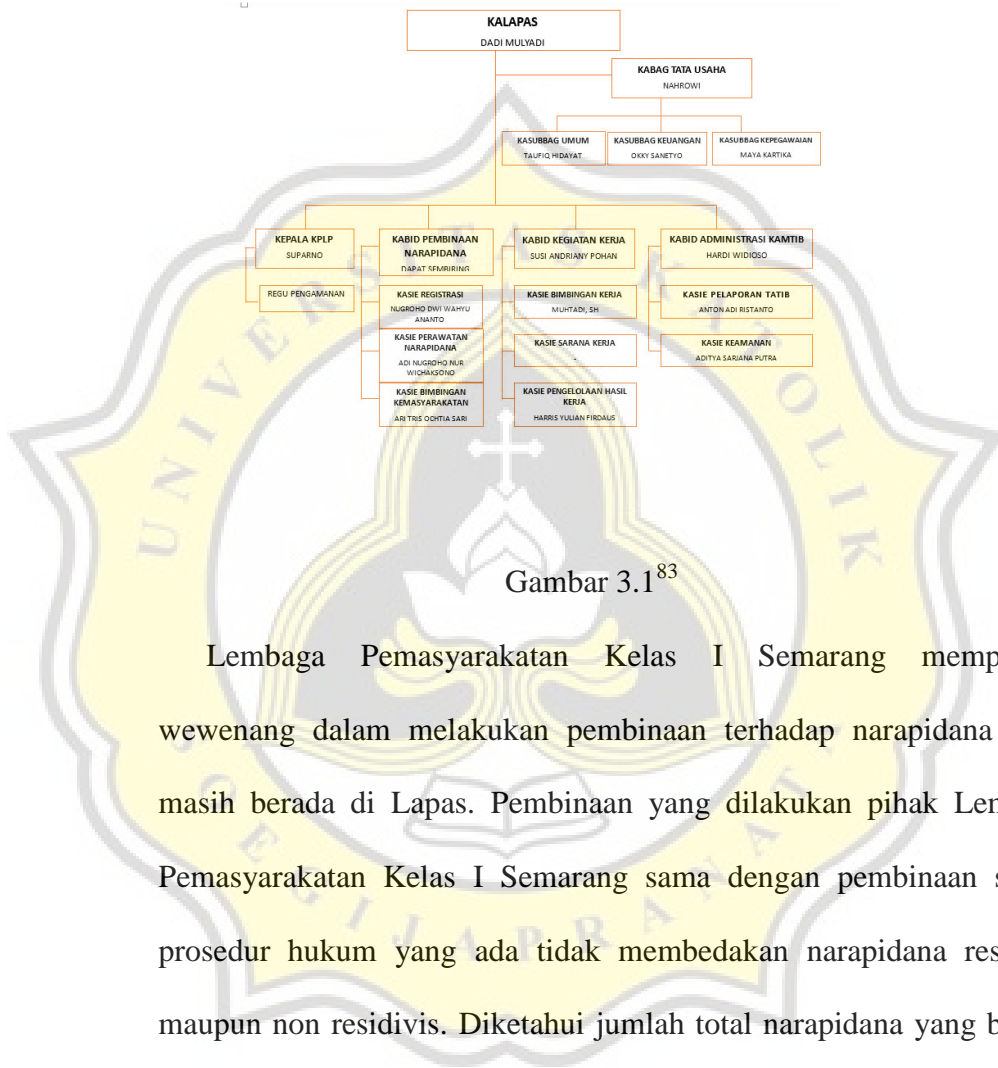 KALAPAS
DADI MULYADI
KABAG TATA USAHA
NAHROWI
KASUBBAG UMUM
TAUFIQ HIDAYAT
KASUBBAG KEUANGAN
OKKY SANETYO
KASUBBAG KEPEGAWAIAN
MAYA KARTIKA
KEPALA KPLP
SUPARNO
REGU PENGAMANAN
KABID PEMBINAAN
NARAPIDANA
DAPAT SEMBIRING
KASIE REGISTRASI
NUGROHO DWI WAHYU
ANANTO
KASIE PERAWATAN
NARAPIDANA
ADI NUGROHO NUR
WICHAKSONO
KASIE BIMBINGAN
KEMASYARAKATAN
ARI TRIS OCHTIA SARI
KABID KEGIATAN KERJA
SUSI ANDRIANY POHAN
KASIE BIMBINGAN KERJA
MUHTADI, SH
KASIE SARANA KERJA
-
KASIE PENGELOLAAN HASIL
KERJA
HARRIS YULIAN FIRDAUS
KABID ADMINISTRASI KAMTIB
HARDI WIDIOSO
KASIE PELAPORAN TATIB
ANTON ADI RISTANTO
KASIE KEAMANAN
ADITYA SARJANA PUTRA
UNIVERSITAS KATOLIK
SOEGIJAPRANATA
Gambar 3.1⁸³
Lembaga Pemasyarakatan Kelas I Semarang memp
wewenang dalam melakukan pembinaan terhadap narapidana
masih berada di Lapas. Pembinaan yang dilakukan pihak Len
Pemasyarakatan Kelas I Semarang sama dengan pembinaan s
prosedur hukum yang ada tidak membedakan narapidana res
maupun non residivis. Diketahui jumlah total narapidana yang b